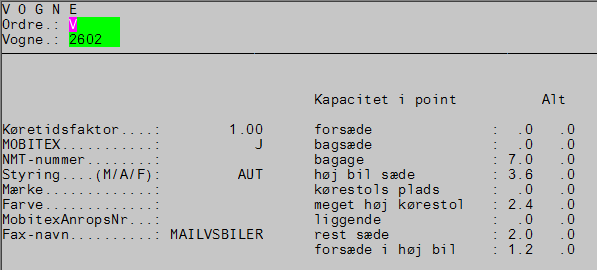 V O G N E
Ordre.: V
Vogne.: 2602
Kapacitet i point Alt
Køretidsfaktor....: 1.00 forsæde : .0 .0
MOBITEX...........: J bagsæde : .0 .0
NMT-nummer........: bagage : 7.0 .0
Styring....(M/A/F): AUT høj bil sæde : 3.6 .0
Mærke.............: kørestols plads : .0 .0
Farve.............: meget høj kørestol : 2.4 .0
MobitexAnropsNr...: liggende : .0 .0
Fax-navn..........: MAILVSBILER rest sæde : 2.0 .0
forsæde i høj bil : 1.2 .0